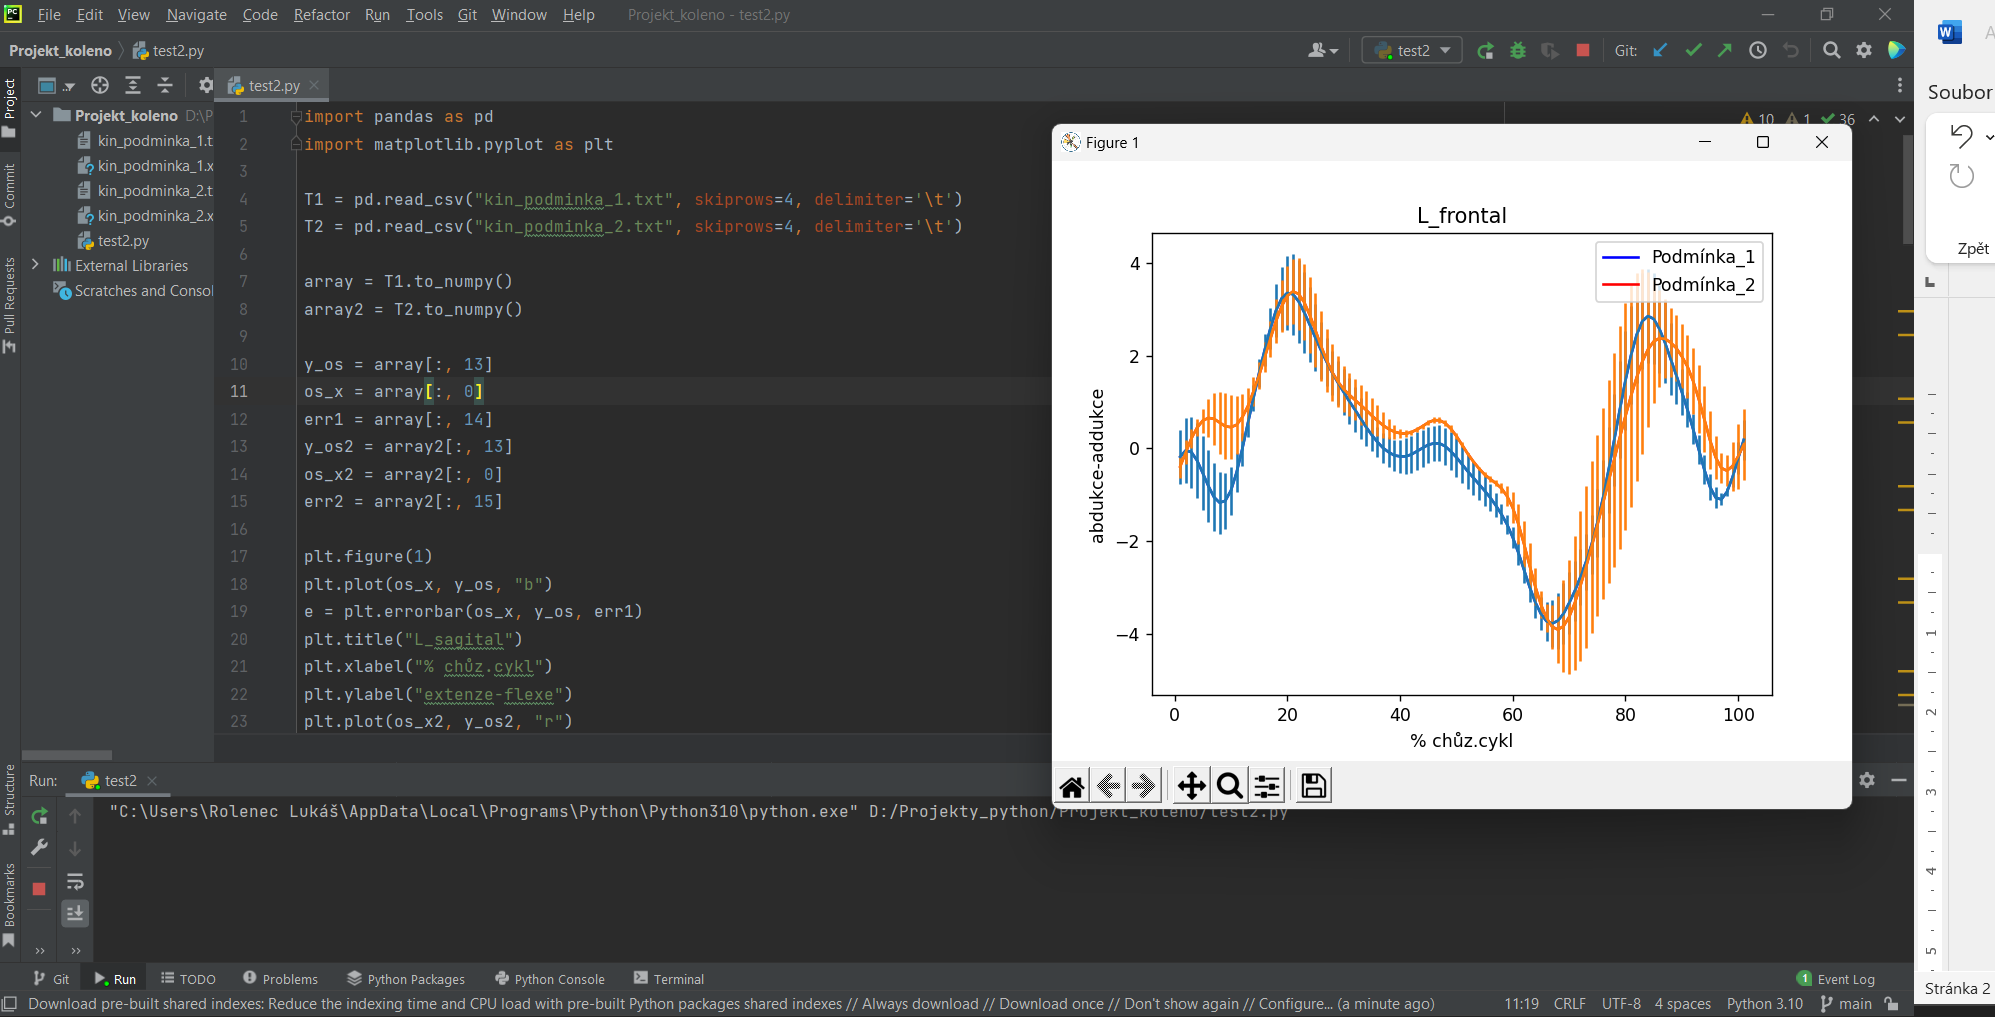 PC File Edit View Navigate Code Refactor Run Tools Git Window Help Projekt_koleno - test2.py
Projekt_koleno test2.py test2 Git:
Project
Commit
Pull Requests
Structure
Bookmarks
test2.py
Projekt_koleno D:\P
kin_podminka_1.t
kin_podminka_1.x
kin_podminka_2.t
kin_podminka_2.x
test2.py
External Libraries
Scratches and Consol
10 1 36
1 import pandas as pd
2 import matplotlib.pyplot as plt
3
4 T1 = pd.read_csv("kin_podminka_1.txt", skiprows=4, delimiter='\t')
5 T2 = pd.read_csv("kin_podminka_2.txt", skiprows=4, delimiter='\t')
6
7 array = T1.to_numpy()
8 array2 = T2.to_numpy()
9
10 y_os = array[:, 13]
11 os_x = array[:, 0]
12 err1 = array[:, 14]
13 y_os2 = array2[:, 13]
14 os_x2 = array2[:, 0]
15 err2 = array2[:, 15]
16
17 plt.figure(1)
18 plt.plot(os_x, y_os, "b")
19 e = plt.errorbar(os_x, y_os, err1)
20 plt.title("L_sagital")
21 plt.xlabel("% chůz.cykl")
22 plt.ylabel("extenze-flexe")
23 plt.plot(os_x2, y_os2, "r")
Figure 1
L_frontal
Podmínka_1
Podmínka_2
abdukce-addukce
4
2
0
−2
−4
0 20 40 60 80 100
% chůz.cykl
Run: test2
"C:\Users\Rolenec Lukáš\AppData\Local\Programs\Python\Python310\python.exe" D:/Projekty_python/Projekt_koleno/test2.py
Git Run TODO Problems Python Packages Python Console Terminal 1 Event Log
Download pre-built shared indexes: Reduce the indexing time and CPU load with pre-built Python packages shared indexes // Always download // Download once // Don't show again // Configure... (a minute ago) 11:19 CRLF UTF-8 4 spaces Python 3.10 main
W A
Soubor
Zpět
1
2
3
4
5
Stránka 2